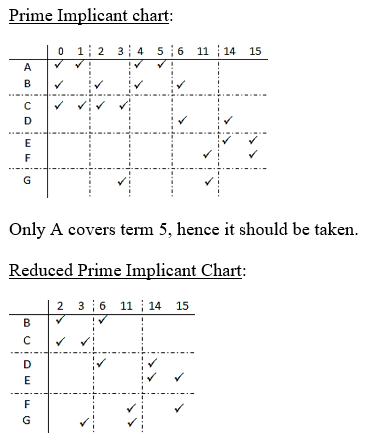 Prime Implicant chart:
0 1 2 3 4 5 6 11 14 15
A ✓ ✓ ✓ ✓
B ✓ ✓ ✓ ✓
C ✓ ✓ ✓ ✓
D ✓ ✓
E ✓ ✓
F ✓ ✓
G ✓ ✓
Only A covers term 5, hence it should be taken.
Reduced Prime Implicant Chart:
2 3 6 11 14 15
B ✓ ✓
C ✓ ✓
D ✓ ✓
E ✓ ✓
F ✓ ✓
G ✓ ✓